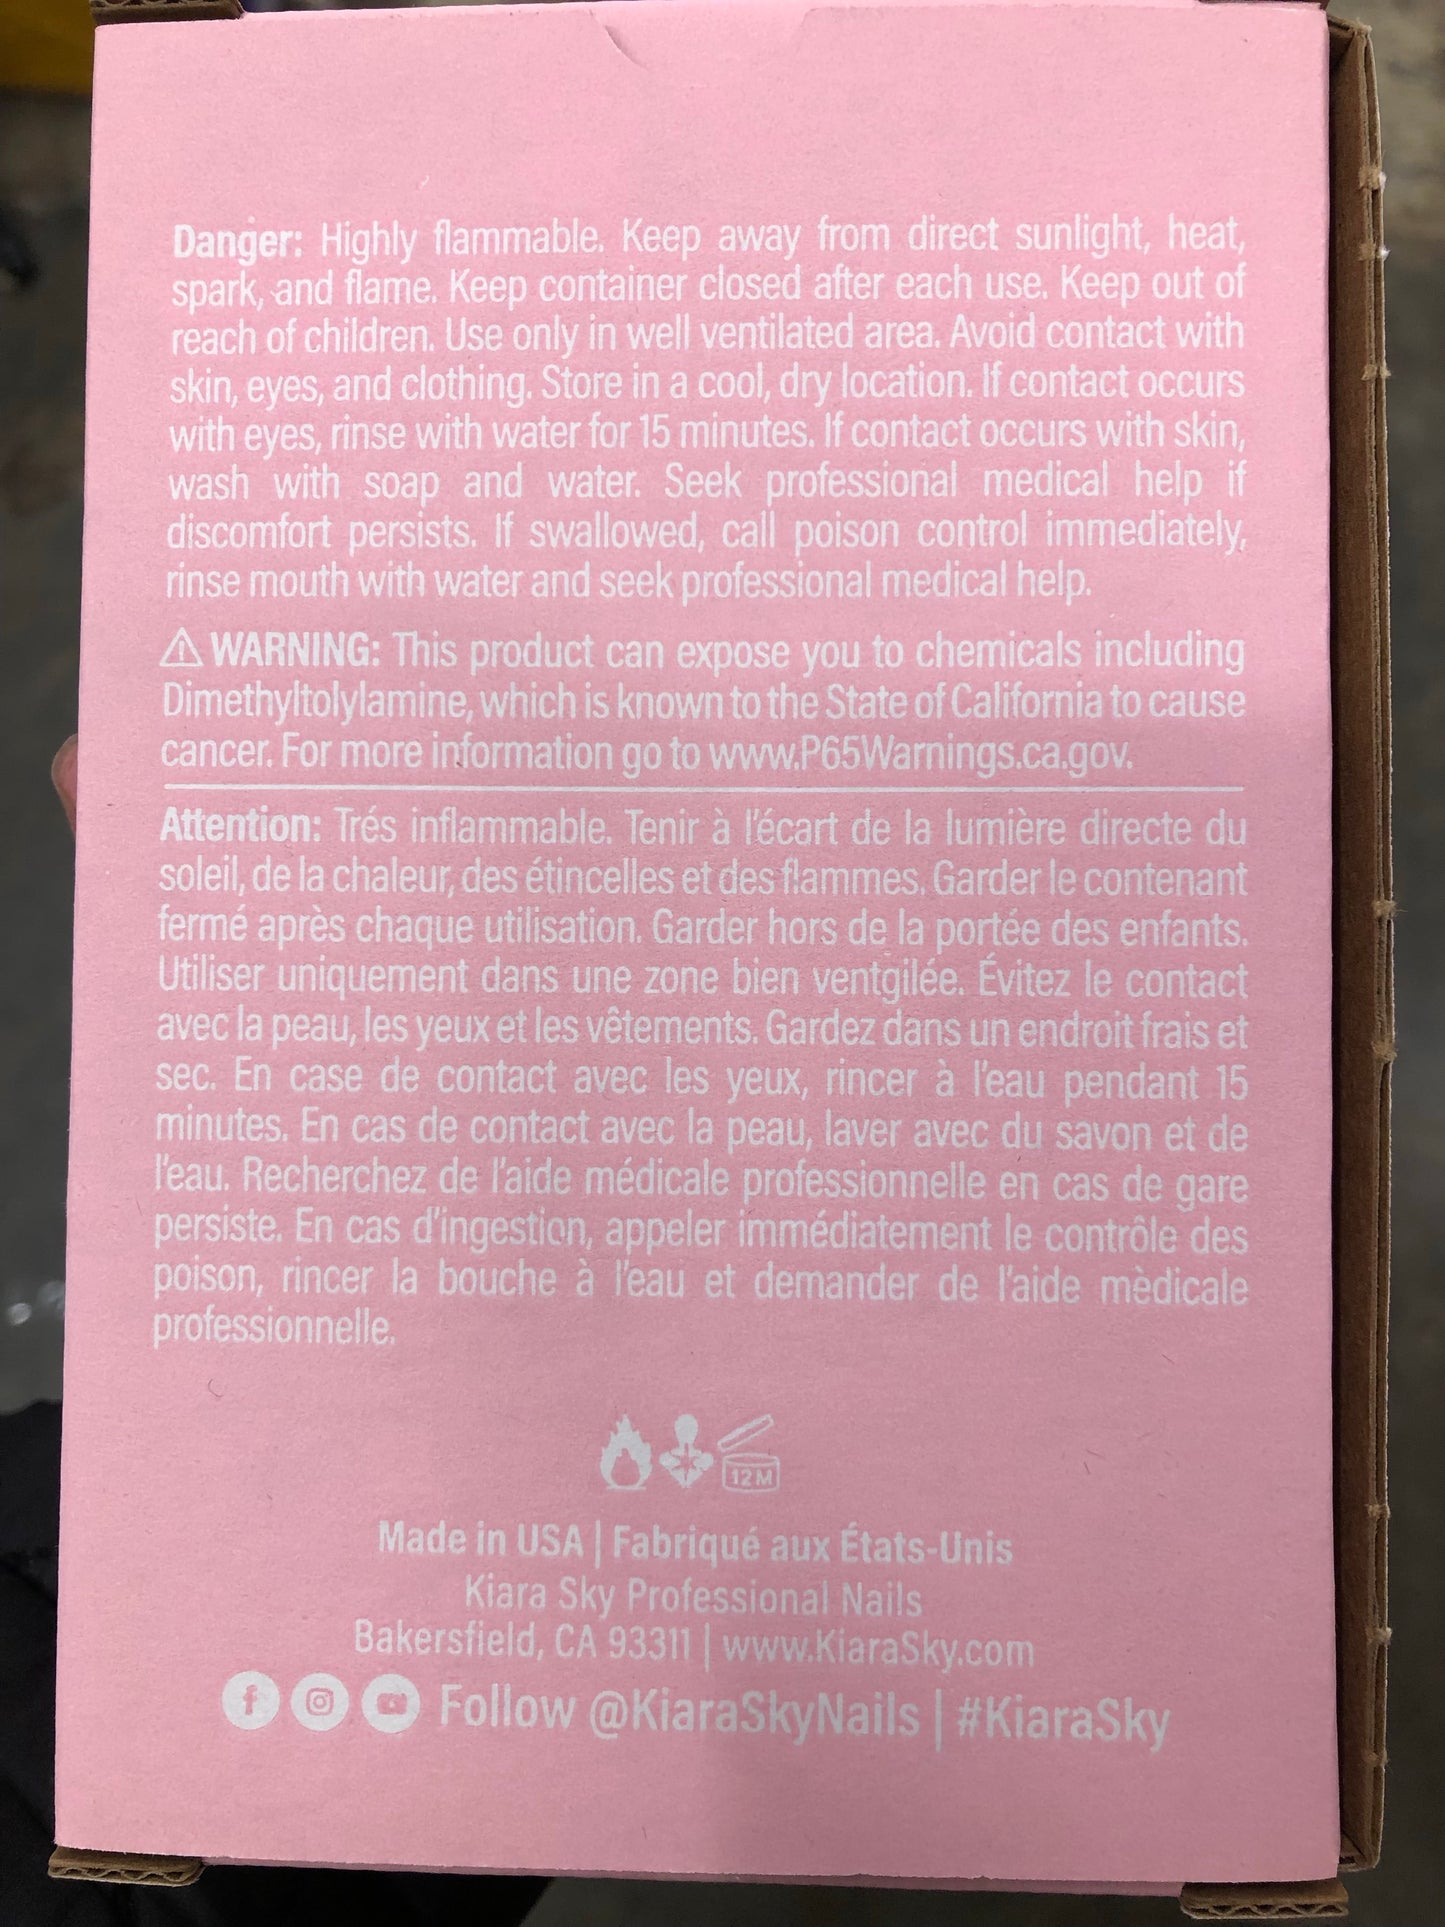 Danger: Highly flammable. Keep away from direct sunlight, heat,
spark, and flame. Keep container closed after each use. Keep out of
reach of children. Use only in well ventilated area. Avoid contact with
skin, eyes, and clothing. Store in a cool, dry location. If contact occurs
with eyes, rinse with water for 15 minutes. If contact occurs with skin,
wash with soap and water. Seek professional medical help if
discomfort persists. If swallowed, call poison control immediately,
rinse mouth with water and seek professional medical help.
⚠ WARNING: This product can expose you to chemicals including
Dimethyltolylamine, which is known to the State of California to cause
cancer. For more information go to www.P65Warnings.ca.gov.
Attention: Trés inflammable. Tenir à l'écart de la lumière directe du
soleil, de la chaleur, des étincelles et des flammes. Garder le contenant
fermé après chaque utilisation. Garder hors de la portée des enfants.
Utiliser uniquement dans une zone bien ventgilée. Évitez le contact
avec la peau, les yeux et les vêtements. Gardez dans un endroit frais et
sec. En case de contact avec les yeux, rincer à l'eau pendant 15
minutes. En cas de contact avec la peau, laver avec du savon et de
l'eau. Recherchez de l'aide médicale professionnelle en cas de gare
persiste. En cas d'ingestion, appeler immédiatement le contrôle des
poison, rincer la bouche à l'eau et demander de l'aide mèdicale
professionnelle.
12 M
Made in USA | Fabriqué aux États-Unis
Kiara Sky Professional Nails
Bakersfield, CA 93311 | www.KiaraSky.com
Follow @KiaraSkyNails | #KiaraSky